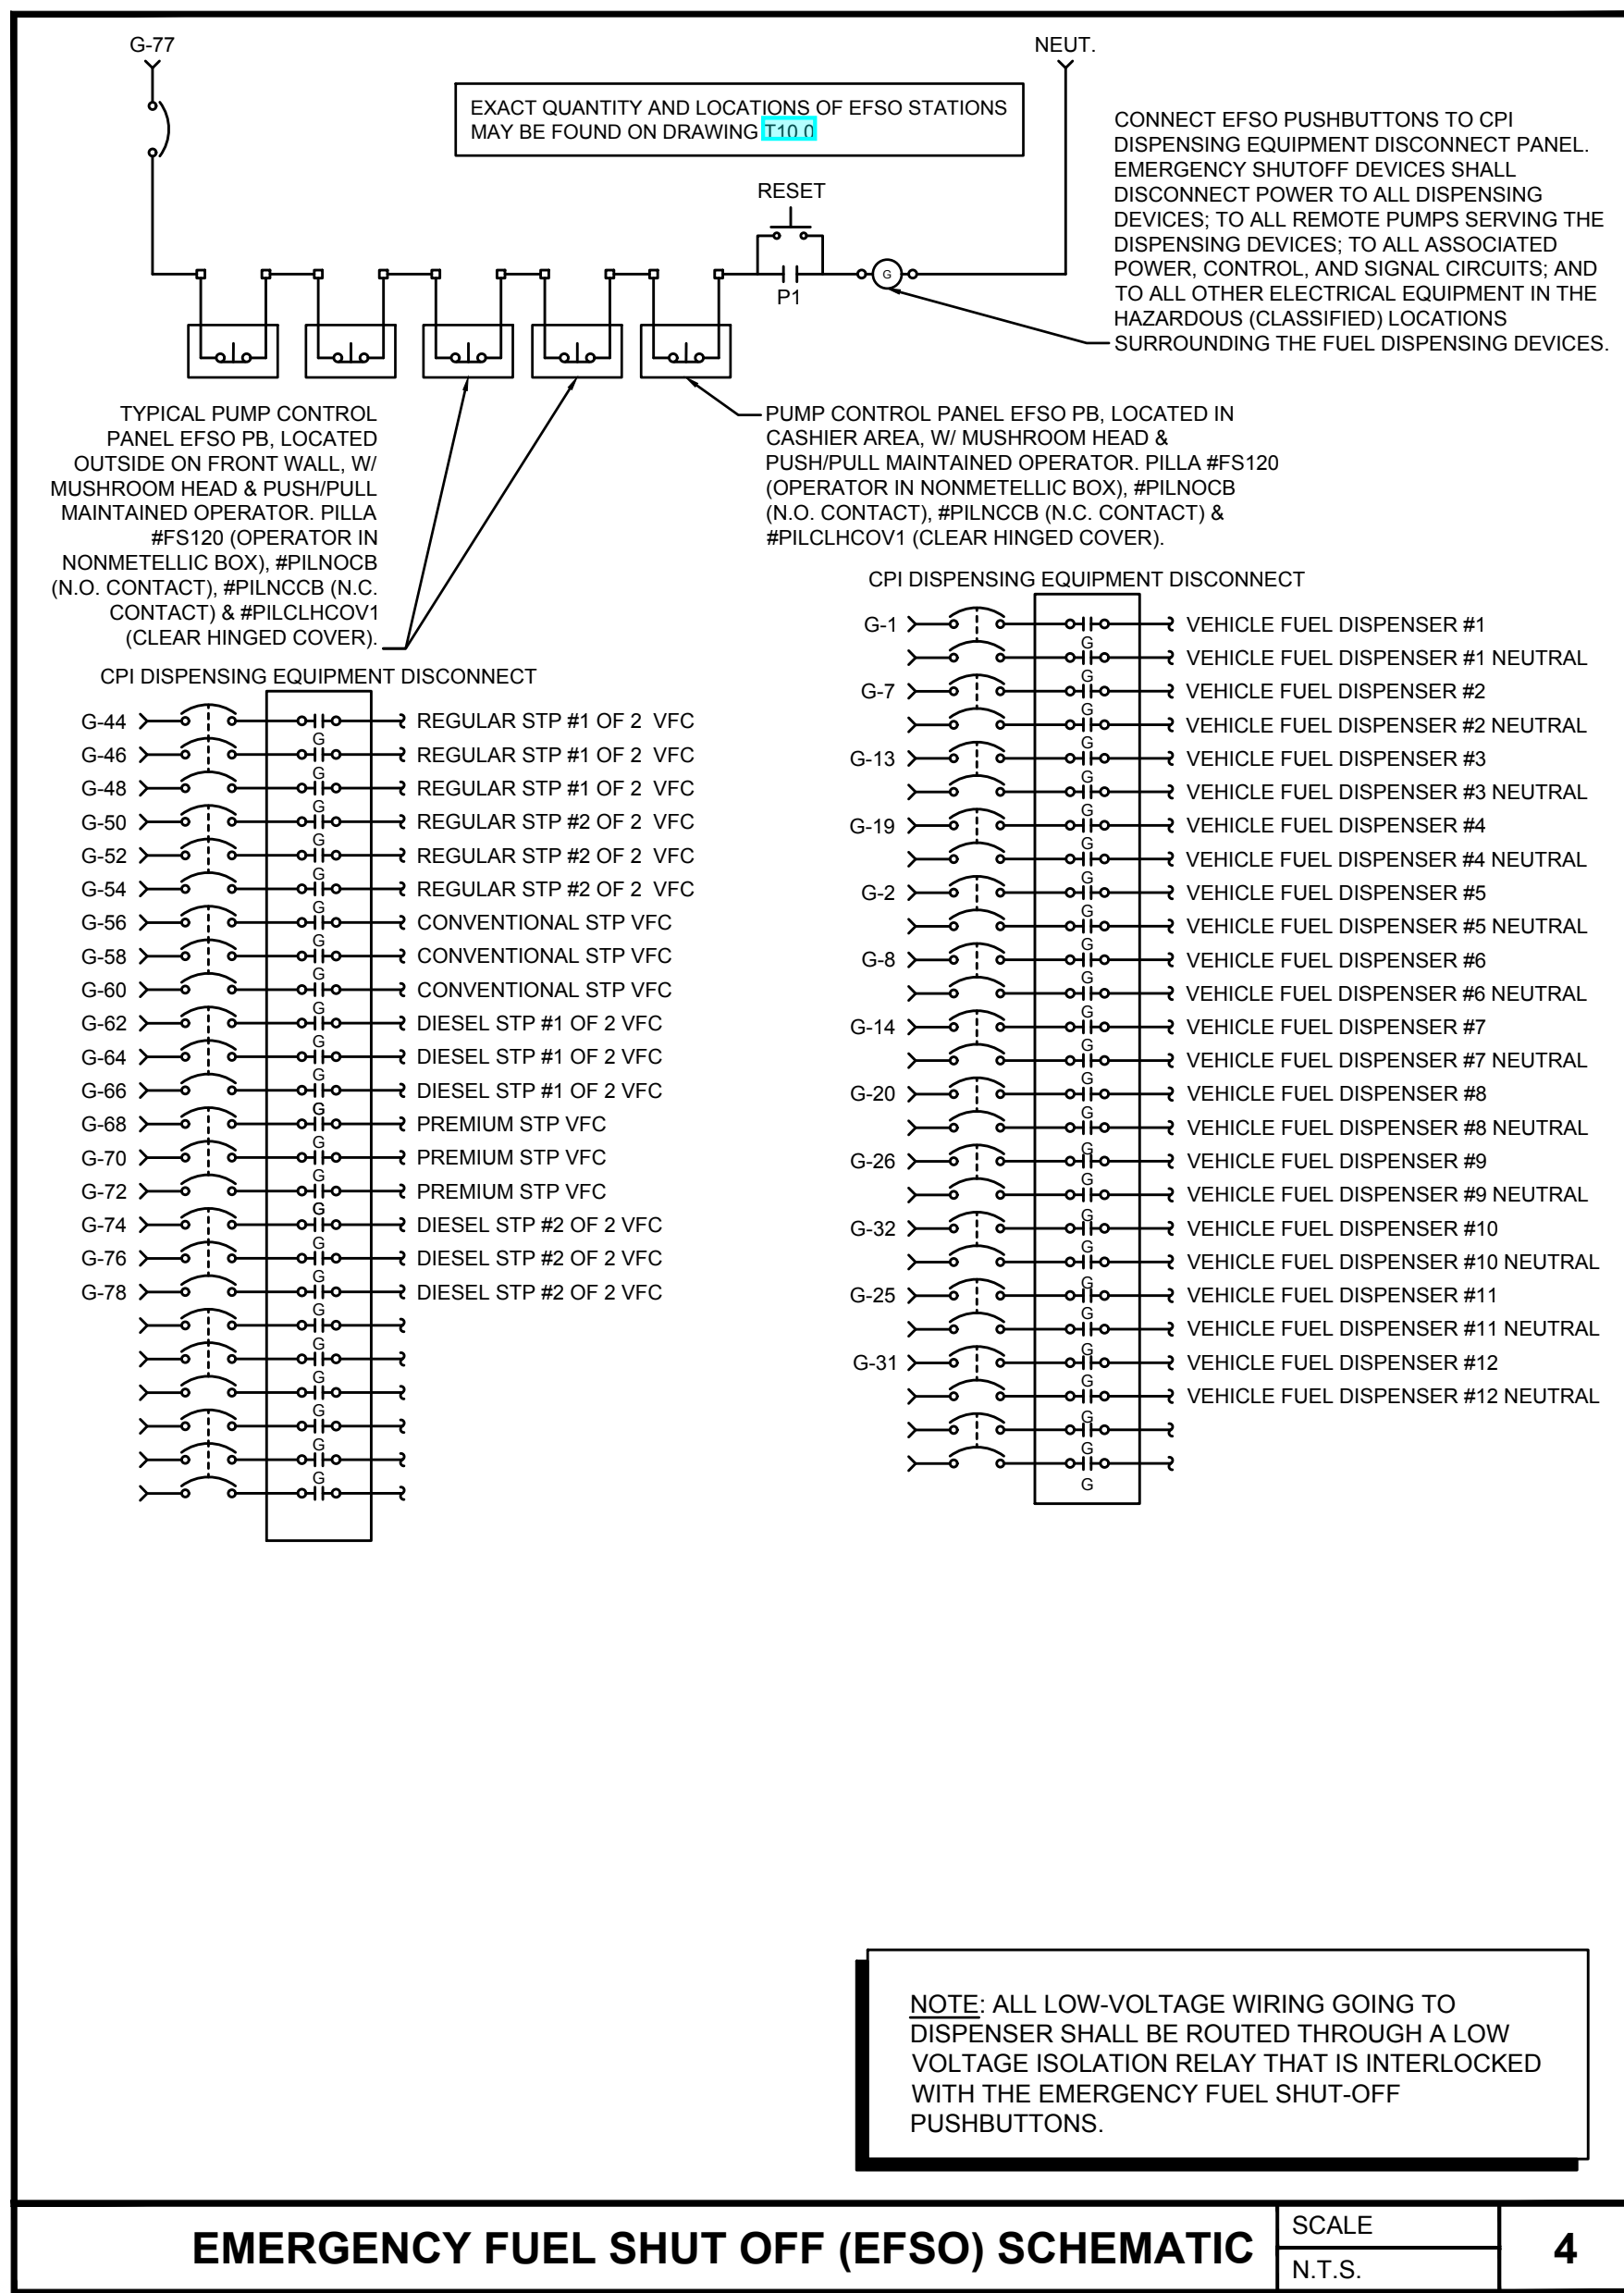 G-77
NEUT.
EXACT QUANTITY AND LOCATIONS OF EFSO STATIONS
MAY BE FOUND ON DRAWING T10.0
CONNECT EFSO PUSHBUTTONS TO CPI
DISPENSING EQUIPMENT DISCONNECT PANEL.
EMERGENCY SHUTOFF DEVICES SHALL
DISCONNECT POWER TO ALL DISPENSING
DEVICES; TO ALL REMOTE PUMPS SERVING THE
DISPENSING DEVICES; TO ALL ASSOCIATED
POWER, CONTROL, AND SIGNAL CIRCUITS; AND
TO ALL OTHER ELECTRICAL EQUIPMENT IN THE
HAZARDOUS (CLASSIFIED) LOCATIONS
SURROUNDING THE FUEL DISPENSING DEVICES.
RESET
P1
G
TYPICAL PUMP CONTROL
PANEL EFSO PB, LOCATED
OUTSIDE ON FRONT WALL, W/
MUSHROOM HEAD & PUSH/PULL
MAINTAINED OPERATOR. PILLA
#FS120 (OPERATOR IN
NONMETELLIC BOX), #PILNOCB
(N.O. CONTACT), #PILNCCB (N.C.
CONTACT) & #PILCLHCOV1
(CLEAR HINGED COVER).
PUMP CONTROL PANEL EFSO PB, LOCATED IN
CASHIER AREA, W/ MUSHROOM HEAD &
PUSH/PULL MAINTAINED OPERATOR. PILLA #FS120
(OPERATOR IN NONMETELLIC BOX), #PILNOCB
(N.O. CONTACT), #PILNCCB (N.C. CONTACT) &
#PILCLHCOV1 (CLEAR HINGED COVER).
CPI DISPENSING EQUIPMENT DISCONNECT
G-44 REGULAR STP #1 OF 2 VFC
G
G-46 REGULAR STP #1 OF 2 VFC
G
G-48 REGULAR STP #1 OF 2 VFC
G
G-50 REGULAR STP #2 OF 2 VFC
G
G-52 REGULAR STP #2 OF 2 VFC
G
G-54 REGULAR STP #2 OF 2 VFC
G
G-56 CONVENTIONAL STP VFC
G
G-58 CONVENTIONAL STP VFC
G
G-60 CONVENTIONAL STP VFC
G
G-62 DIESEL STP #1 OF 2 VFC
G
G-64 DIESEL STP #1 OF 2 VFC
G
G-66 DIESEL STP #1 OF 2 VFC
G
G-68 PREMIUM STP VFC
G
G-70 PREMIUM STP VFC
G
G-72 PREMIUM STP VFC
G
G-74 DIESEL STP #2 OF 2 VFC
G
G-76 DIESEL STP #2 OF 2 VFC
G
G-78 DIESEL STP #2 OF 2 VFC
G
G
G
G
G
G
CPI DISPENSING EQUIPMENT DISCONNECT
G-1 VEHICLE FUEL DISPENSER #1
G
VEHICLE FUEL DISPENSER #1 NEUTRAL
G
G-7 VEHICLE FUEL DISPENSER #2
G
VEHICLE FUEL DISPENSER #2 NEUTRAL
G
G-13 VEHICLE FUEL DISPENSER #3
G
VEHICLE FUEL DISPENSER #3 NEUTRAL
G
G-19 VEHICLE FUEL DISPENSER #4
G
VEHICLE FUEL DISPENSER #4 NEUTRAL
G
G-2 VEHICLE FUEL DISPENSER #5
G
VEHICLE FUEL DISPENSER #5 NEUTRAL
G
G-8 VEHICLE FUEL DISPENSER #6
G
VEHICLE FUEL DISPENSER #6 NEUTRAL
G
G-14 VEHICLE FUEL DISPENSER #7
G
VEHICLE FUEL DISPENSER #7 NEUTRAL
G
G-20 VEHICLE FUEL DISPENSER #8
G
VEHICLE FUEL DISPENSER #8 NEUTRAL
G
G-26 VEHICLE FUEL DISPENSER #9
G
VEHICLE FUEL DISPENSER #9 NEUTRAL
G
G-32 VEHICLE FUEL DISPENSER #10
G
VEHICLE FUEL DISPENSER #10 NEUTRAL
G
G-25 VEHICLE FUEL DISPENSER #11
G
VEHICLE FUEL DISPENSER #11 NEUTRAL
G
G-31 VEHICLE FUEL DISPENSER #12
G
VEHICLE FUEL DISPENSER #12 NEUTRAL
G
G
G
NOTE: ALL LOW-VOLTAGE WIRING GOING TO
DISPENSER SHALL BE ROUTED THROUGH A LOW
VOLTAGE ISOLATION RELAY THAT IS INTERLOCKED
WITH THE EMERGENCY FUEL SHUT-OFF
PUSHBUTTONS.
EMERGENCY FUEL SHUT OFF (EFSO) SCHEMATIC
SCALE
N.T.S.
4